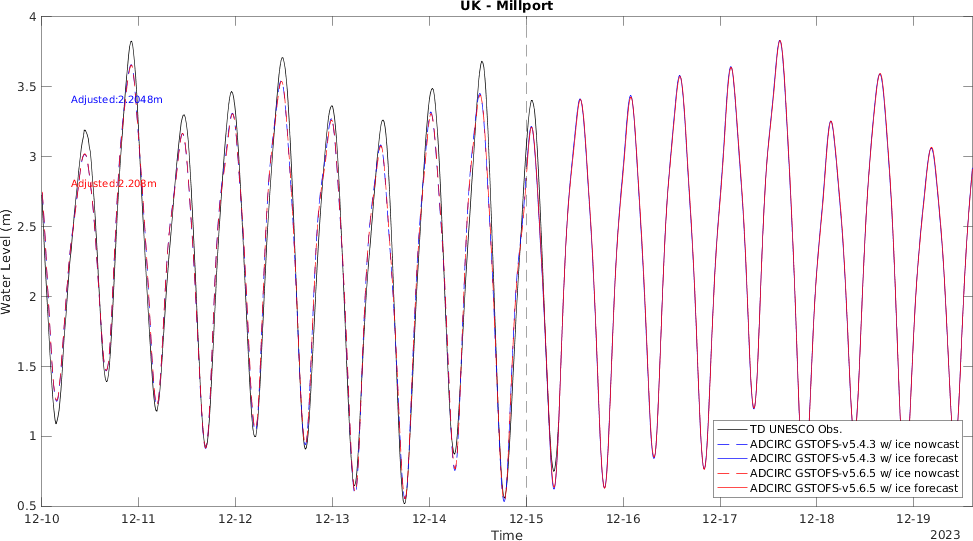 UK - Millport
4
3.5
3
2.5
2
1.5
1
0.5
Water Level (m)
Adjusted:2.2048m
Adjusted:2.203m
TD UNESCO Obs.
ADCIRC GSTOFS-v5.4.3 w/ ice nowcast
ADCIRC GSTOFS-v5.4.3 w/ ice forecast
ADCIRC GSTOFS-v5.6.5 w/ ice nowcast
ADCIRC GSTOFS-v5.6.5 w/ ice forecast
12-10 12-11 12-12 12-13 12-14 12-15 12-16 12-17 12-18 12-19
Time
2023